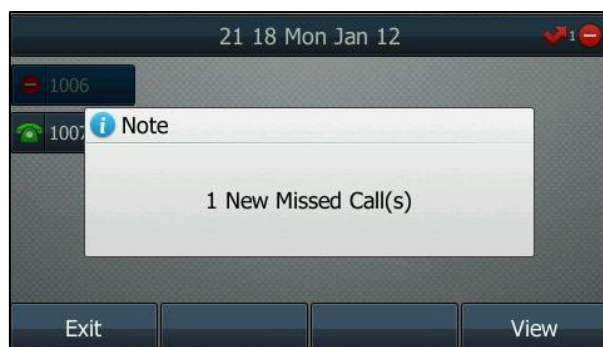 21 18 Mon Jan 12
1
1006
1007
Note
1 New Missed Call(s)
Exit
View